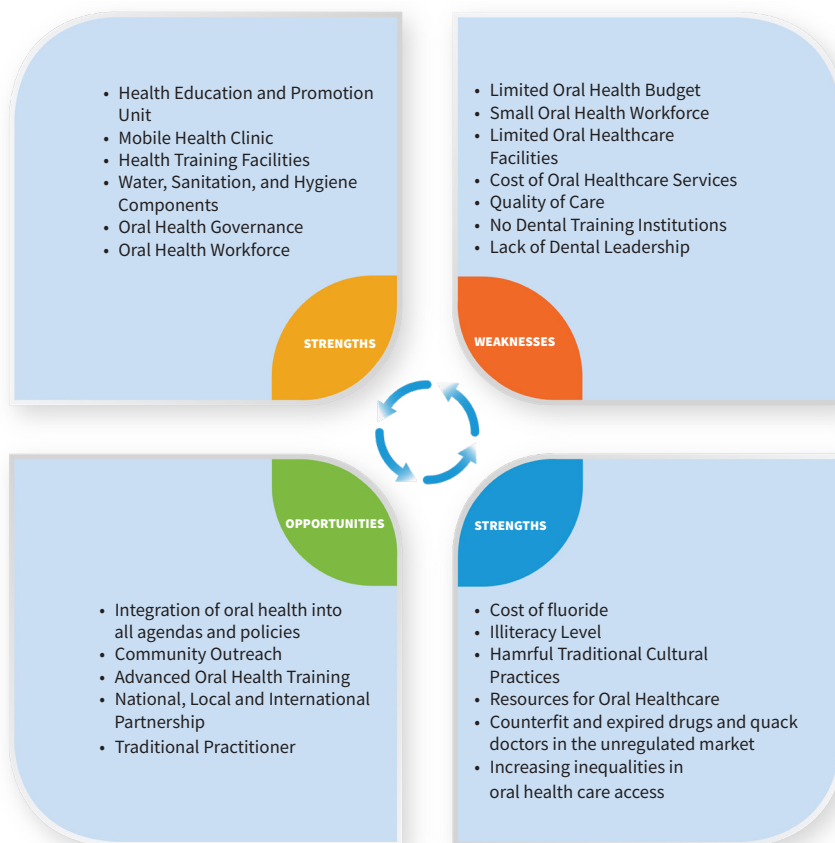 • Health Education and Promotion
Unit
• Mobile Health Clinic
• Health Training Facilities
• Water, Sanitation, and Hygiene
Components
• Oral Health Governance
• Oral Health Workforce
STRENGTHS
• Limited Oral Health Budget
• Small Oral Health Workforce
• Limited Oral Healthcare
Facilities
• Cost of Oral Healthcare Services
• Quality of Care
• No Dental Training Institutions
• Lack of Dental Leadership
WEAKNESSES
OPPORTUNITIES
• Integration of oral health into
all agendas and policies
• Community Outreach
• Advanced Oral Health Training
• National, Local and International
Partnership
• Traditional Practitioner
STRENGTHS
• Cost of fluoride
• Illiteracy Level
• Hamrful Traditional Cultural
Practices
• Resources for Oral Healthcare
• Counterfit and expired drugs and quack
doctors in the unregulated market
• Increasing inequalities in
oral health care access